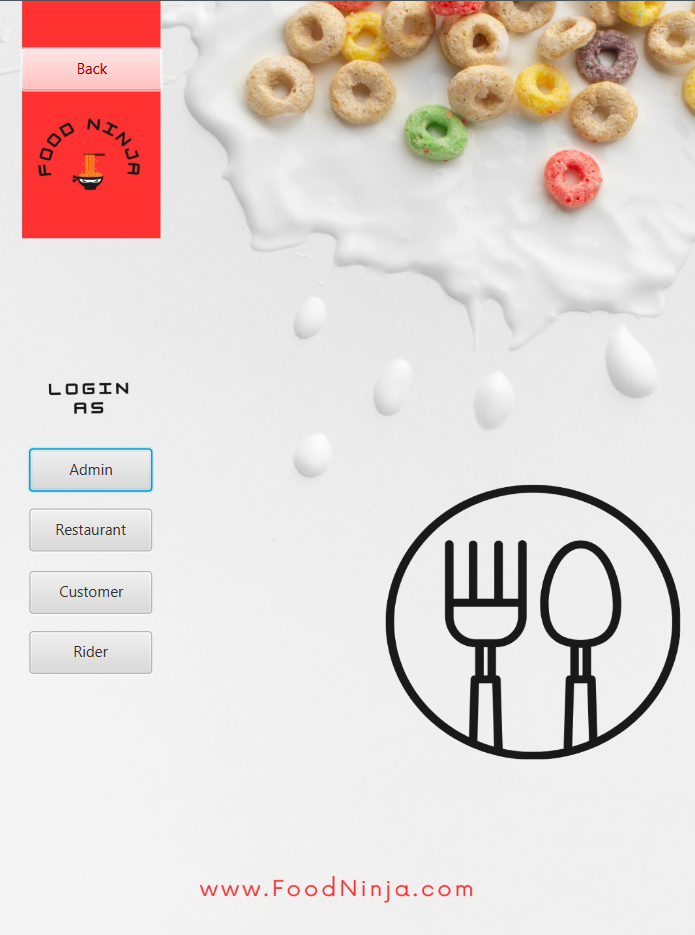 Back
FOOD NINJA
LOGIN
AS
Admin
Restaurant
Customer
Rider
www.FoodNinja.com